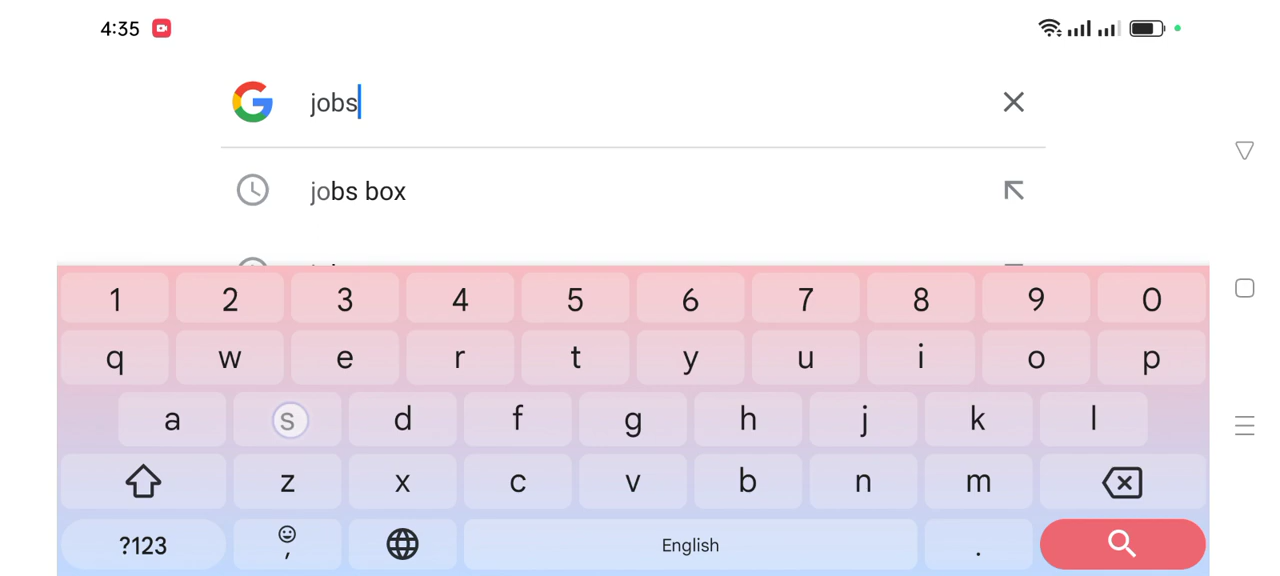 4:35
jobs
jobs box
1 2 3 4 5 6 7 8 9 0
q w e r t y u i o p
a s d f g h j k l
z x c v b n m
?123 , English .